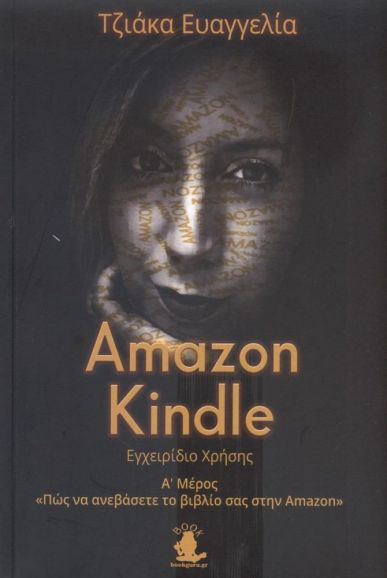 Τζιάκα Ευαγγελία
Amazon
Kindle
Εγχειρίδιο Χρήσης
Α' Μέρος
«Πώς να ανεβάσετε το βιβλίο σας στην Amazon»
BOOK
bookguru.gr